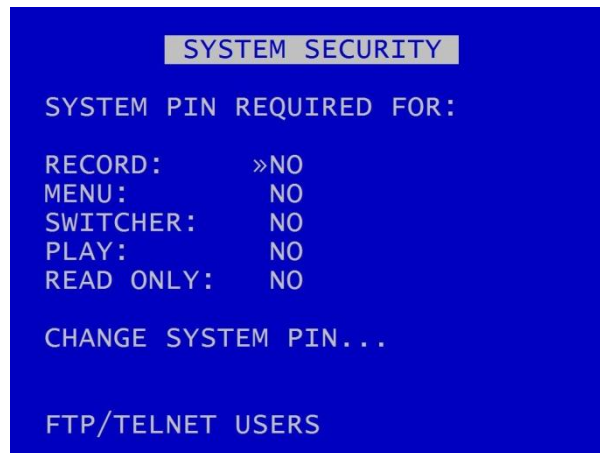 SYSTEM SECURITY
SYSTEM PIN REQUIRED FOR:
RECORD: »NO
MENU: NO
SWITCHER: NO
PLAY: NO
READ ONLY: NO
CHANGE SYSTEM PIN...
FTP/TELNET USERS